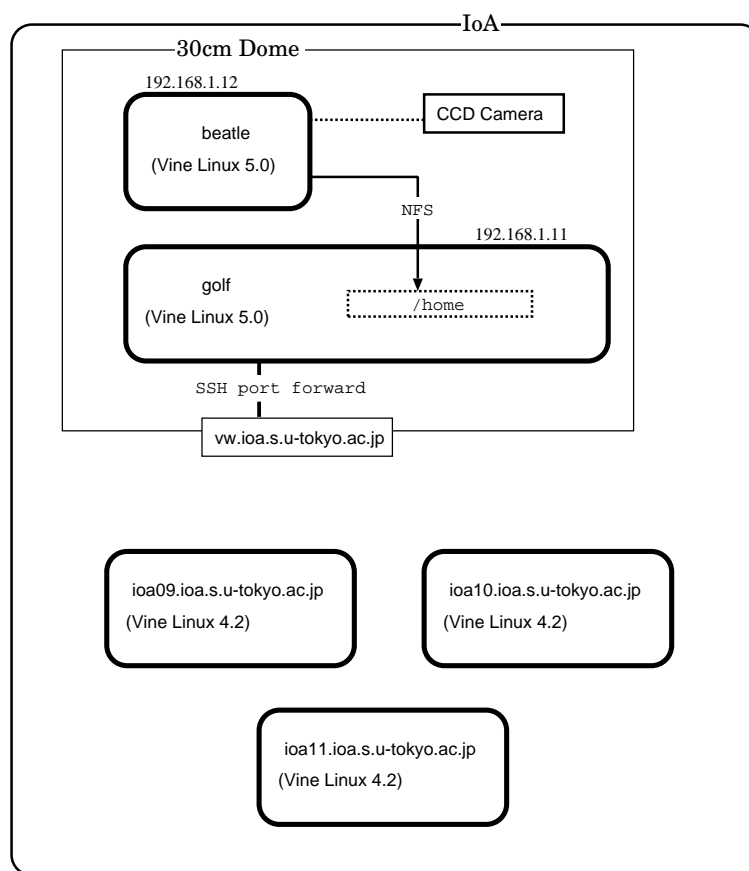 IoA
30cm Dome
192.168.1.12
beatle
(Vine Linux 5.0)
CCD Camera
NFS
192.168.1.11
golf
(Vine Linux 5.0)
/home
SSH port forward
vw.ioa.s.u-tokyo.ac.jp
ioa09.ioa.s.u-tokyo.ac.jp
(Vine Linux 4.2)
ioa10.ioa.s.u-tokyo.ac.jp
(Vine Linux 4.2)
ioa11.ioa.s.u-tokyo.ac.jp
(Vine Linux 4.2)